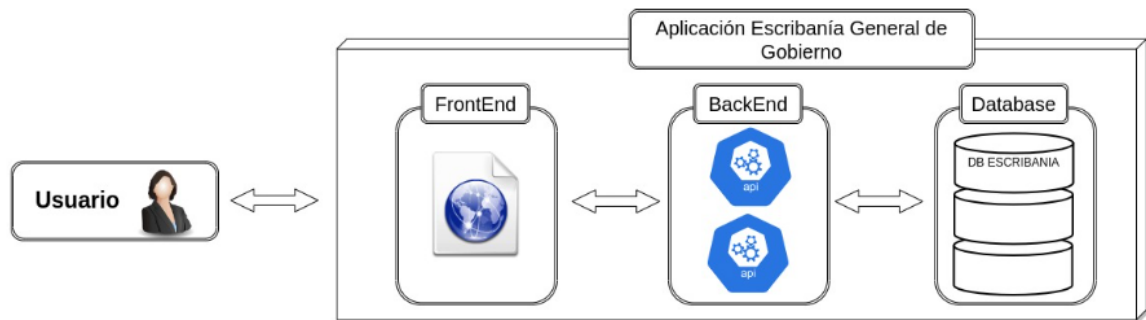 Aplicación Escribanía General de
Gobierno
FrontEnd
BackEnd
Database
DB ESCRIBANIA
api
Usuario
api